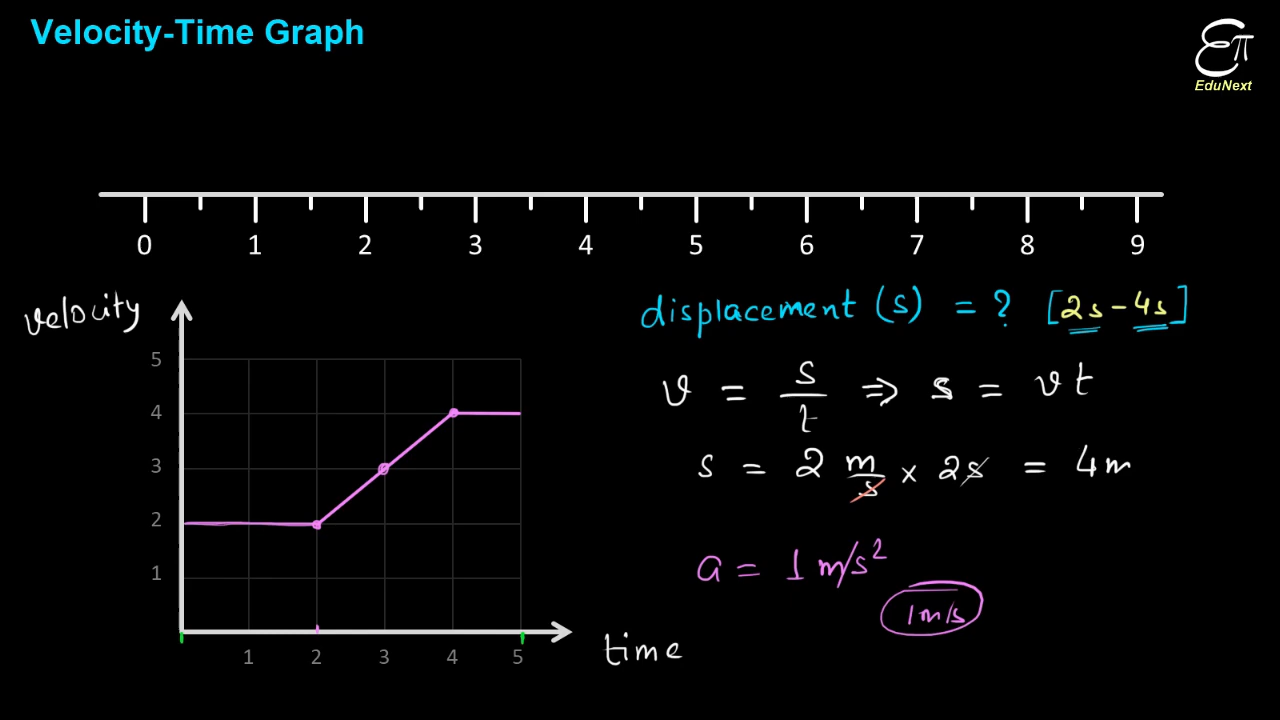 Velocity-Time Graph
Eπ
EduNext
0 1 2 3 4 5 6 7 8 9
velocity
5
4
3
2
1
1 2 3 4 5
time
displacement (s) = ? [2s - 4s]
v = s/t ⇒ s = vt
s = 2 m/s × 2s = 4m
a = 1 m/s²
1m/s